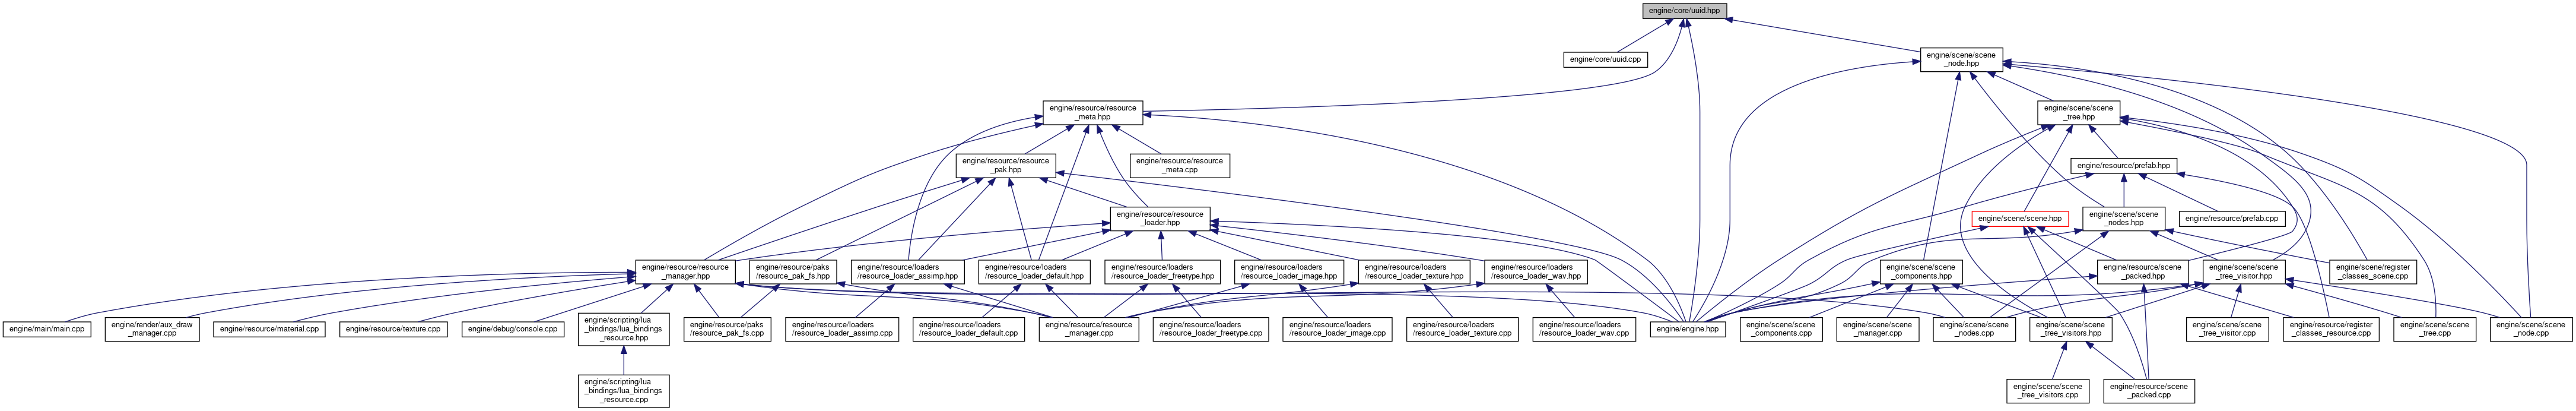 engine/core/uuid.hpp
engine/core/uuid.cpp
engine/scene/scene
_node.hpp
engine/resource/resource
_meta.hpp
engine/scene/scene
_tree.hpp
engine/resource/resource
_pak.hpp
engine/resource/resource
_meta.cpp
engine/resource/prefab.hpp
engine/resource/resource
_loader.hpp
engine/scene/scene.hpp
engine/scene/scene
_nodes.hpp
engine/resource/prefab.cpp
engine/resource/resource
_manager.hpp
engine/resource/paks
/resource_pak_fs.hpp
engine/resource/loaders
/resource_loader_assimp.hpp
engine/resource/loaders
/resource_loader_default.hpp
engine/resource/loaders
/resource_loader_freetype.hpp
engine/resource/loaders
/resource_loader_image.hpp
engine/resource/loaders
/resource_loader_texture.hpp
engine/resource/loaders
/resource_loader_wav.hpp
engine/scene/scene
_components.hpp
engine/resource/scene
_packed.hpp
engine/scene/scene
_tree_visitor.hpp
engine/scene/register
_classes_scene.cpp
engine/main/main.cpp
engine/render/aux_draw
_manager.cpp
engine/resource/material.cpp
engine/resource/texture.cpp
engine/debug/console.cpp
engine/scripting/lua
_bindings/lua_bindings
_resource.hpp
engine/resource/paks
/resource_pak_fs.cpp
engine/resource/loaders
/resource_loader_assimp.cpp
engine/resource/loaders
/resource_loader_default.cpp
engine/resource/resource
_manager.cpp
engine/resource/loaders
/resource_loader_freetype.cpp
engine/resource/loaders
/resource_loader_image.cpp
engine/resource/loaders
/resource_loader_texture.cpp
engine/resource/loaders
/resource_loader_wav.cpp
engine/engine.hpp
engine/scene/scene
_components.cpp
engine/scene/scene
_manager.cpp
engine/scene/scene
_nodes.cpp
engine/scene/scene
_tree_visitors.hpp
engine/scene/scene
_tree_visitor.cpp
engine/resource/register
_classes_resource.cpp
engine/scene/scene
_tree.cpp
engine/scene/scene
_node.cpp
engine/scripting/lua
_bindings/lua_bindings
_resource.cpp
engine/scene/scene
_tree_visitors.cpp
engine/resource/scene
_packed.cpp